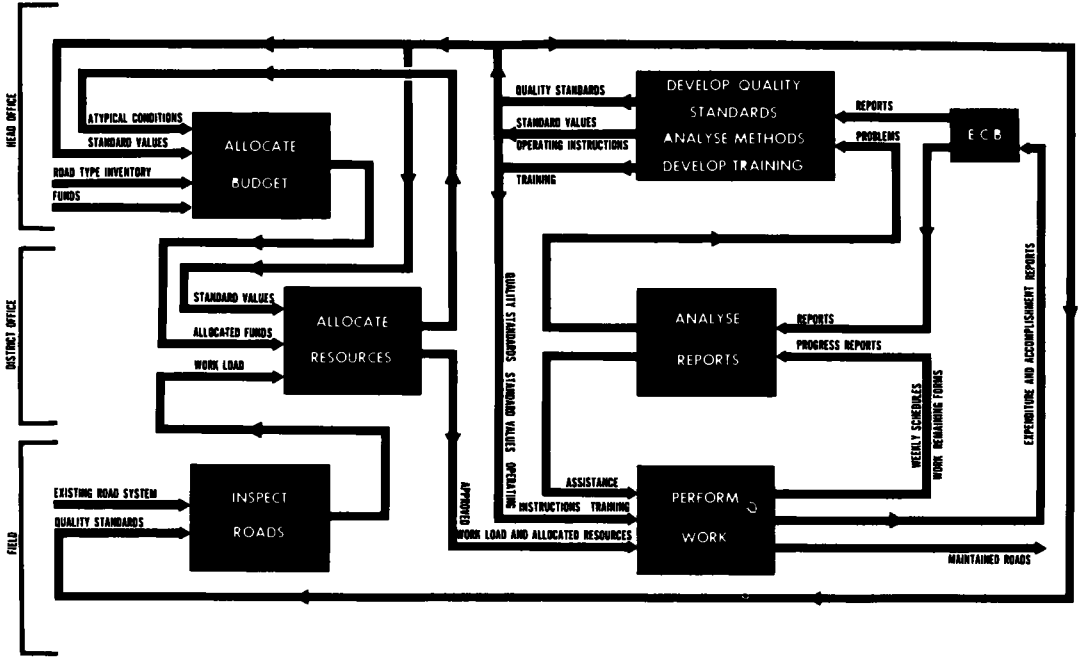 HEAD OFFICE
ATYPICAL CONDITIONS
STANDARD VALUES
ROAD TYPE INVENTORY
FUNDS
ALLOCATE
BUDGET
QUALITY STANDARDS
STANDARD VALUES
OPERATING INSTRUCTIONS
TRAINING
DEVELOP QUALITY
STANDARDS
ANALYSE METHODS
DEVELOP TRAINING
REPORTS
PROBLEMS
E C B
DISTRICT OFFICE
STANDARD VALUES
ALLOCATED FUNDS
WORK LOAD
ALLOCATE
RESOURCES
QUALITY STANDARDS STANDARD VALUES OPERATING
INSTRUCTIONS TRAINING
ANALYSE
REPORTS
REPORTS
PROGRESS REPORTS
WEEKLY SCHEDULES
WORK REMAINING FORMS
EXPENDITURE AND ACCOMPLISHMENT REPORTS
FIELD
EXISTING ROAD SYSTEM
QUALITY STANDARDS
INSPECT
ROADS
APPROVED
WORK LOAD AND ALLOCATED RESOURCES
ASSISTANCE
PERFORM
WORK
MAINTAINED ROADS